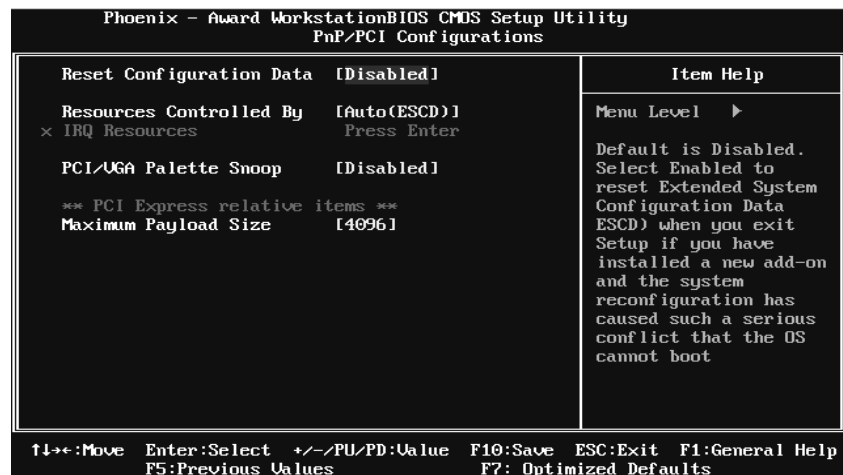 Phoenix - Award WorkstationBIOS CMOS Setup Utility
PnP/PCI Configurations
Reset Configuration Data [Disabled]
Resources Controlled By [Auto(ESCD)]
x IRQ Resources Press Enter
PCI/VGA Palette Snoop [Disabled]
** PCI Express relative items **
Maximum Payload Size [4096]
Item Help
Menu Level ▶
Default is Disabled.
Select Enabled to
reset Extended System
Configuration Data
ESCD) when you exit
Setup if you have
installed a new add-on
and the system
reconfiguration has
caused such a serious
conflict that the OS
cannot boot
↑↓→←:Move Enter:Select +/-/PU/PD:Value F10:Save ESC:Exit F1:General Help
F5:Previous Values F7: Optimized Defaults